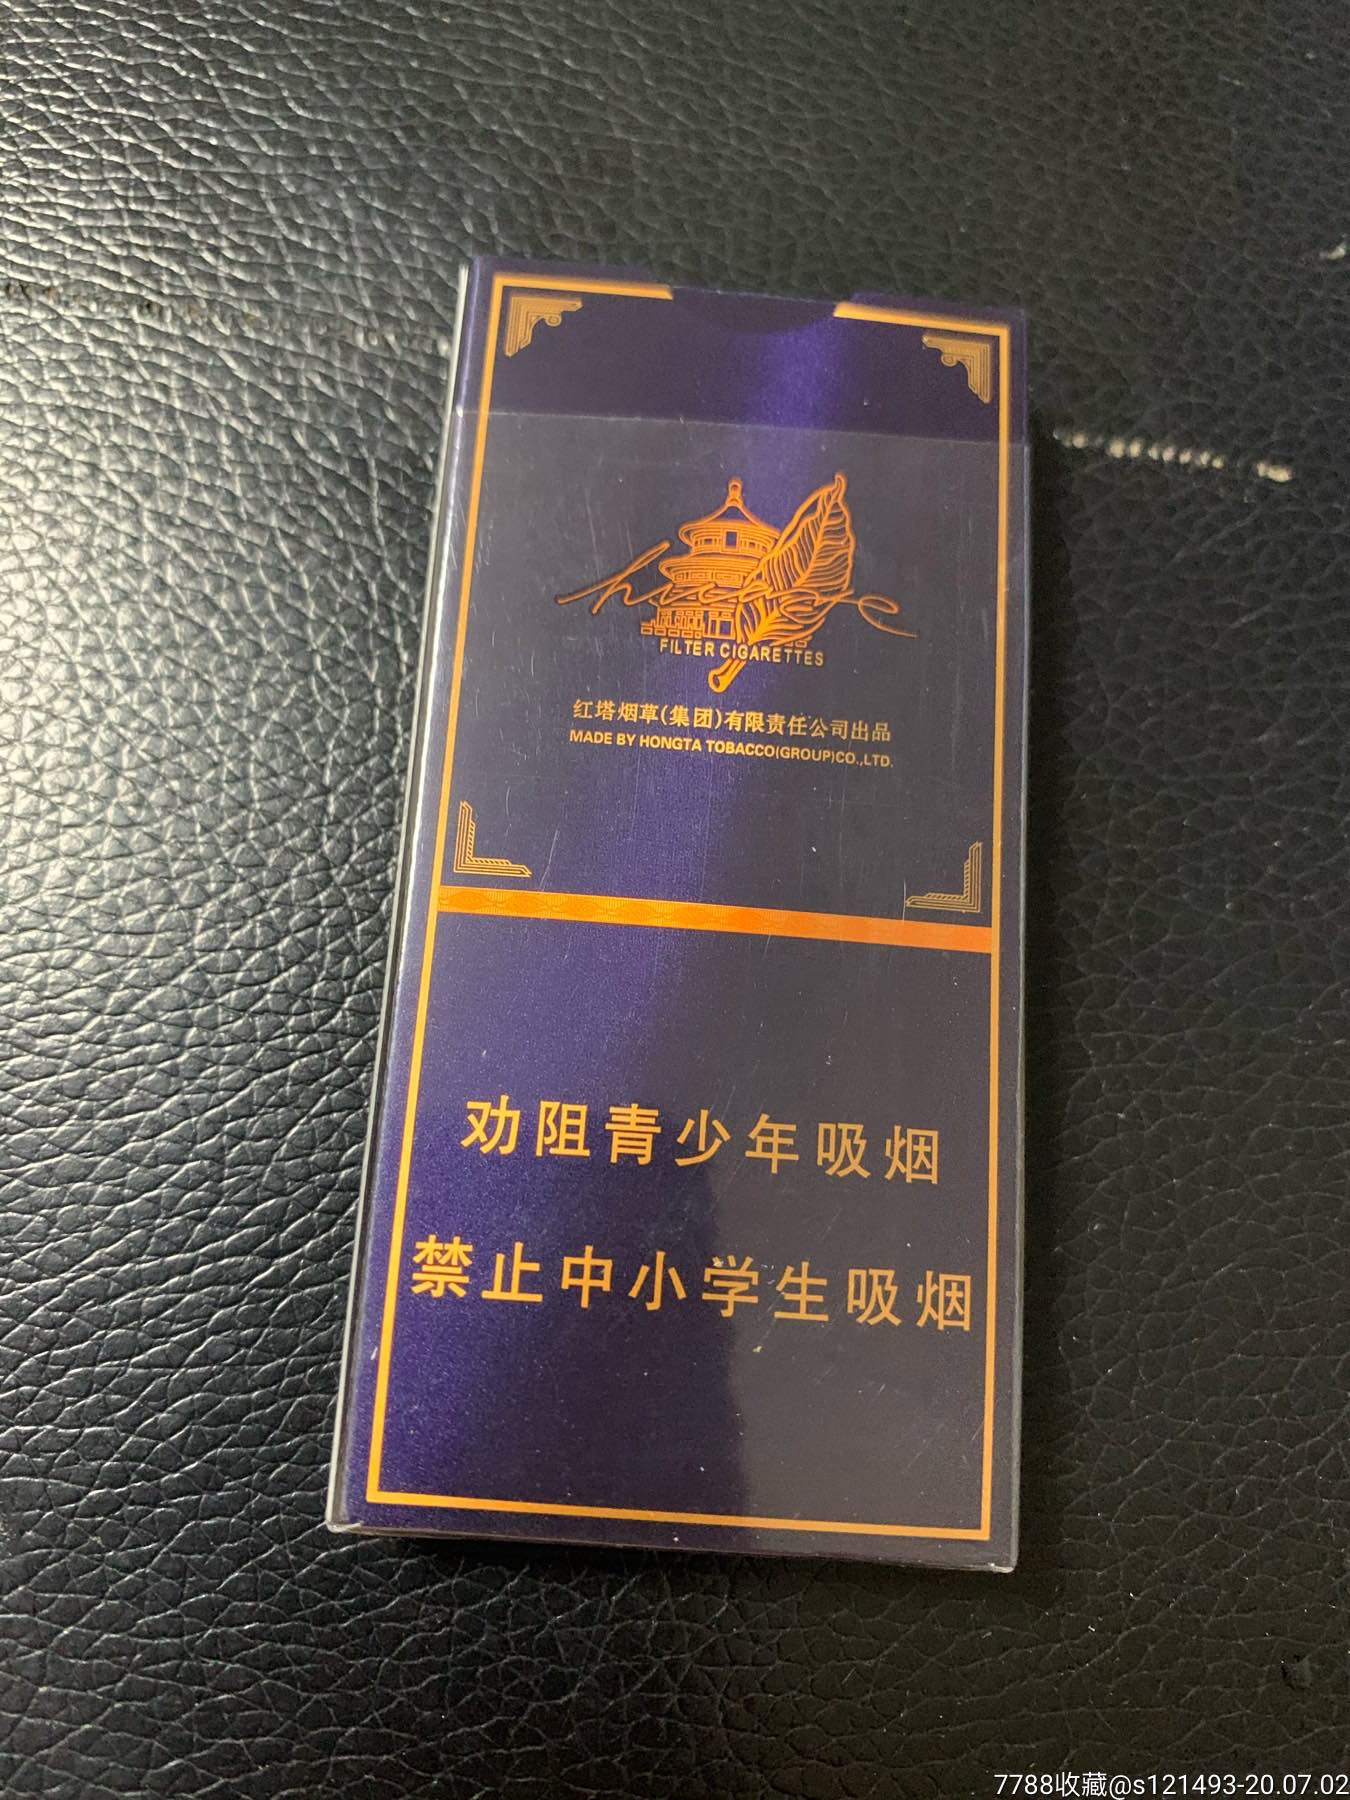 FILTER CIGARETTES
红塔烟草(集团)有限责任公司出品
MADE BY HONGTA TOBACCO(GROUP)CO.,LTD.
劝阻青少年吸烟
禁止中小学生吸烟
7788收藏@s121493-20.07.02